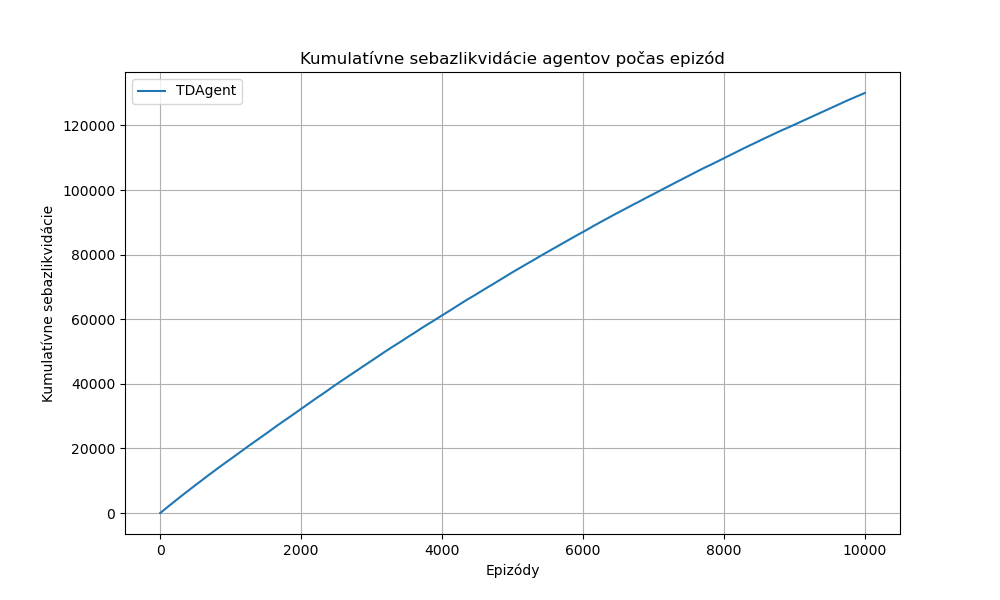 Kumulatívne sebazlikvidácie agentov počas epizód
TDAgent
Kumulatívne sebazlikvidácie
120000
100000
80000
60000
40000
20000
0
0 2000 4000 6000 8000 10000
Epizódy